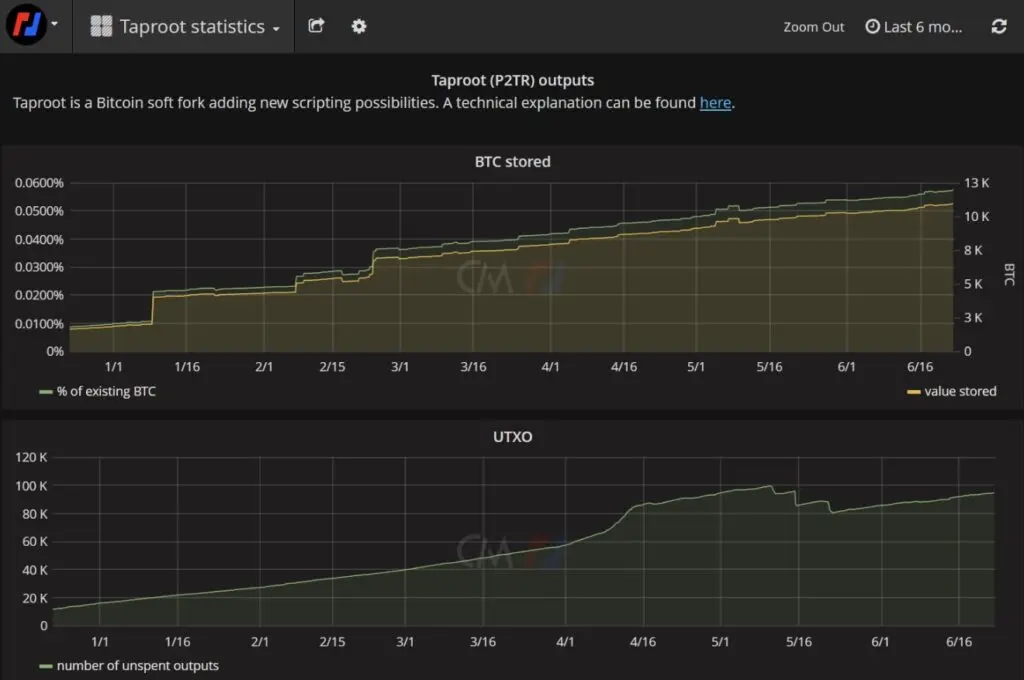 Taproot statistics
Zoom Out
Last 6 mo...
Taproot (P2TR) outputs
Taproot is a Bitcoin soft fork adding new scripting possibilities. A technical explanation can be found here.
BTC stored
0.0600%
0.0500%
0.0400%
0.0300%
0.0200%
0.0100%
0%
13 K
10 K
8 K
5 K
3 K
0
BTC
CM
1/1 1/16 2/1 2/15 3/1 3/16 4/1 4/16 5/1 5/16 6/1 6/16
% of existing BTC
value stored
UTXO
120 K
100 K
80 K
60 K
40 K
20 K
0
CM
1/1 1/16 2/1 2/15 3/1 3/16 4/1 4/16 5/1 5/16 6/1 6/16
number of unspent outputs